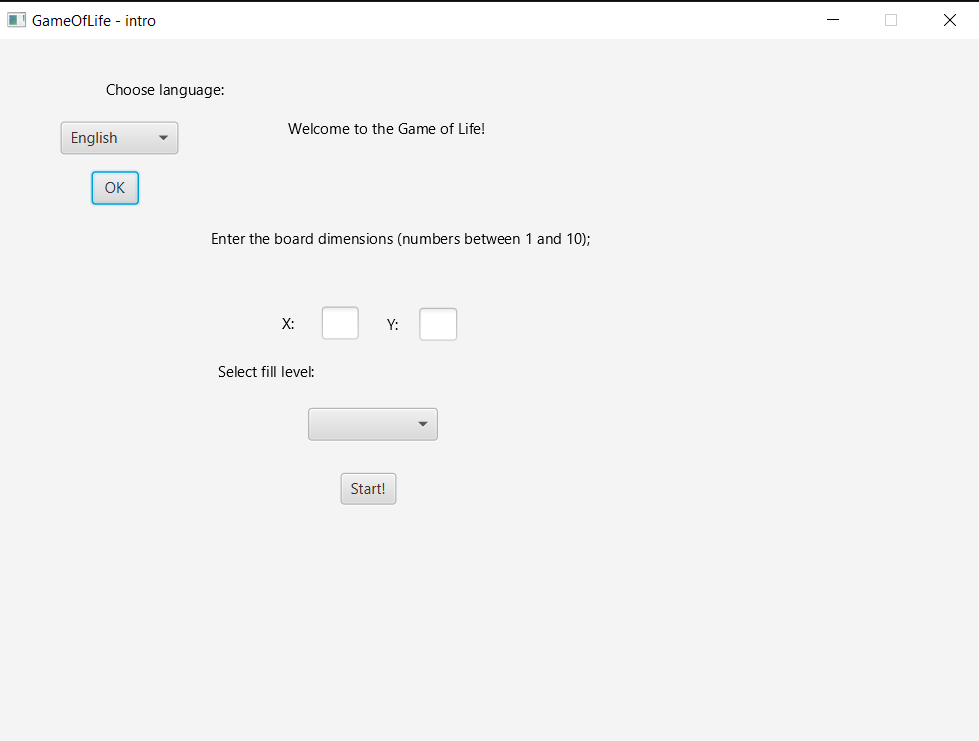 GameOfLife - intro
Choose language:
English
Welcome to the Game of Life!
OK
Enter the board dimensions (numbers between 1 and 10);
X:
Y:
Select fill level:
Start!